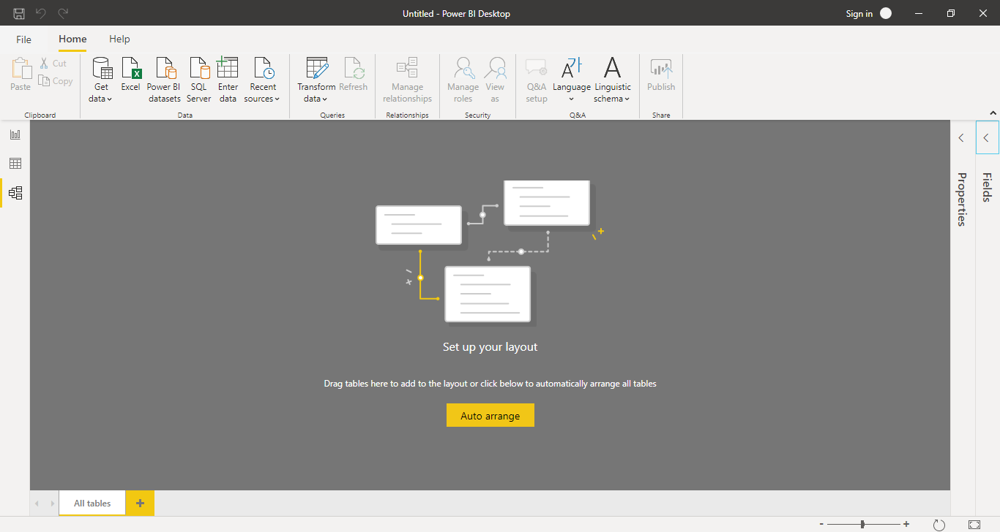 Untitled - Power BI Desktop
Sign in
File Home Help
Paste
Cut
Copy
Get data
Excel
Power BI datasets
SQL Server
Enter data
Recent sources
Transform data
Refresh
Manage relationships
Manage roles
View as
Q&A setup
Language
가
A
Linguistic schema
Publish
Clipboard Data Queries Relationships Security Q&A Share
Properties
Fields
Set up your layout
Drag tables here to add to the layout or click below to automatically arrange all tables
Auto arrange
All tables +
- +